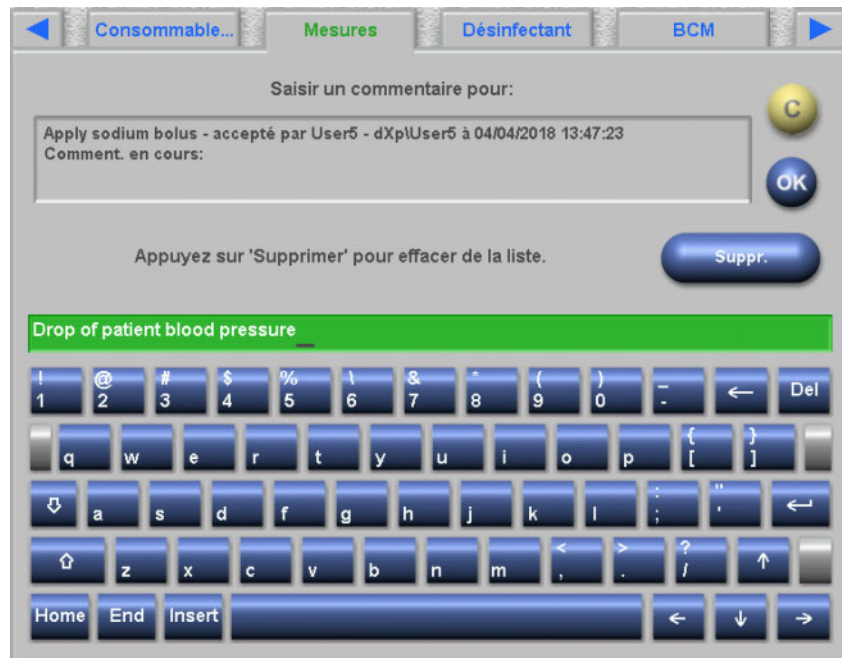 Consommable... Mesures Désinfectant BCM
Saisir un commentaire pour:
C
Apply sodium bolus - accepté par User5 - dXp\User5 à 04/04/2018 13:47:23
Comment. en cours:
OK
Appuyez sur 'Supprimer' pour effacer de la liste.
Suppr.
Drop of patient blood pressure_
! @ # $ % \ & * ( ) _
1 2 3 4 5 6 7 8 9 0 - ← Del
{ }
q w e r t y u i o p [ ]
: "
a s d f g h j k l ; '
< > ?
z x c v b n m , . / ↑
Home End Insert ← ↓ →